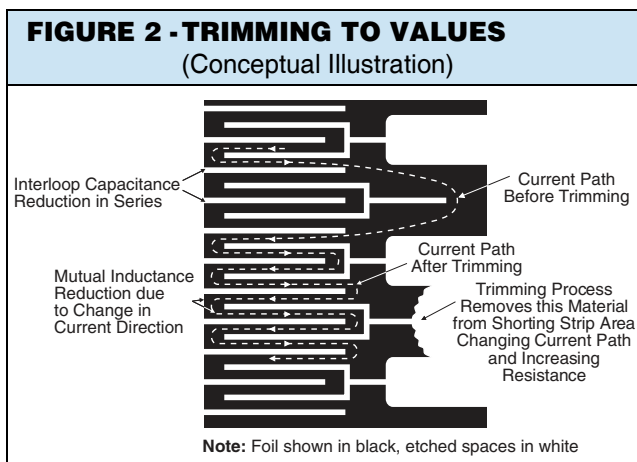 FIGURE 2 - TRIMMING TO VALUES
(Conceptual Illustration)
Interloop Capacitance
Reduction in Series
Current Path
Before Trimming
Current Path
After Trimming
Mutual Inductance
Reduction due
to Change in
Current Direction
Trimming Process
Removes this Material
from Shorting Strip Area
Changing Current Path
and Increasing
Resistance
Note: Foil shown in black, etched spaces in white